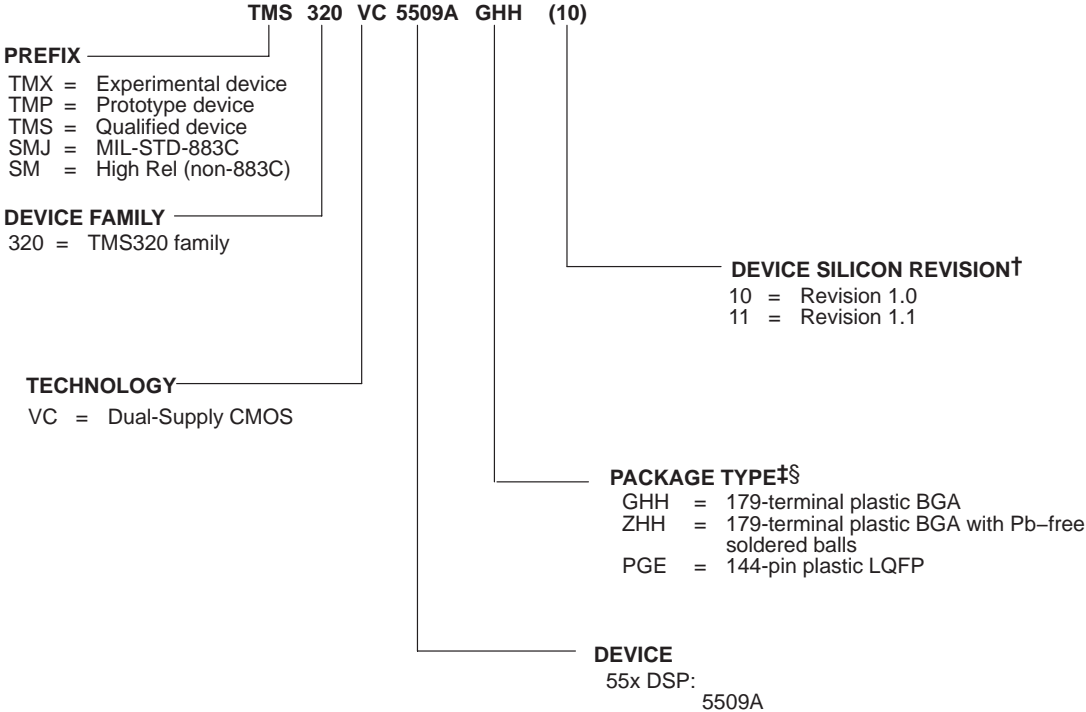 TMS 320 VC 5509A GHH (10)
PREFIX
TMX = Experimental device
TMP = Prototype device
TMS = Qualified device
SMJ = MIL-STD-883C
SM = High Rel (non-883C)
DEVICE FAMILY
320 = TMS320 family
DEVICE SILICON REVISION†
10 = Revision 1.0
11 = Revision 1.1
TECHNOLOGY
VC = Dual-Supply CMOS
PACKAGE TYPE‡§
GHH = 179-terminal plastic BGA
ZHH = 179-terminal plastic BGA with Pb−free
soldered balls
PGE = 144-pin plastic LQFP
DEVICE
55x DSP:
5509A